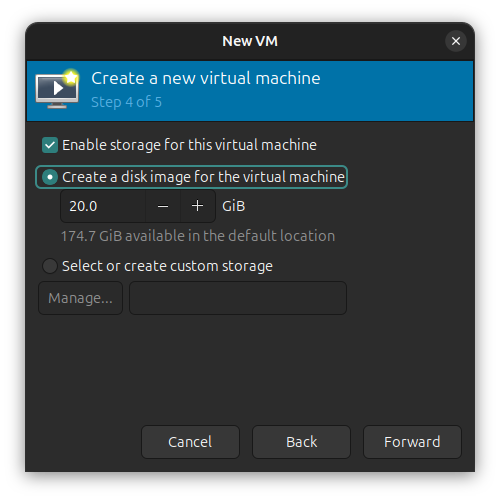 New VM
Create a new virtual machine
Step 4 of 5
Enable storage for this virtual machine
Create a disk image for the virtual machine
20.0 − + GiB
174.7 GiB available in the default location
Select or create custom storage
Manage...
Cancel Back Forward